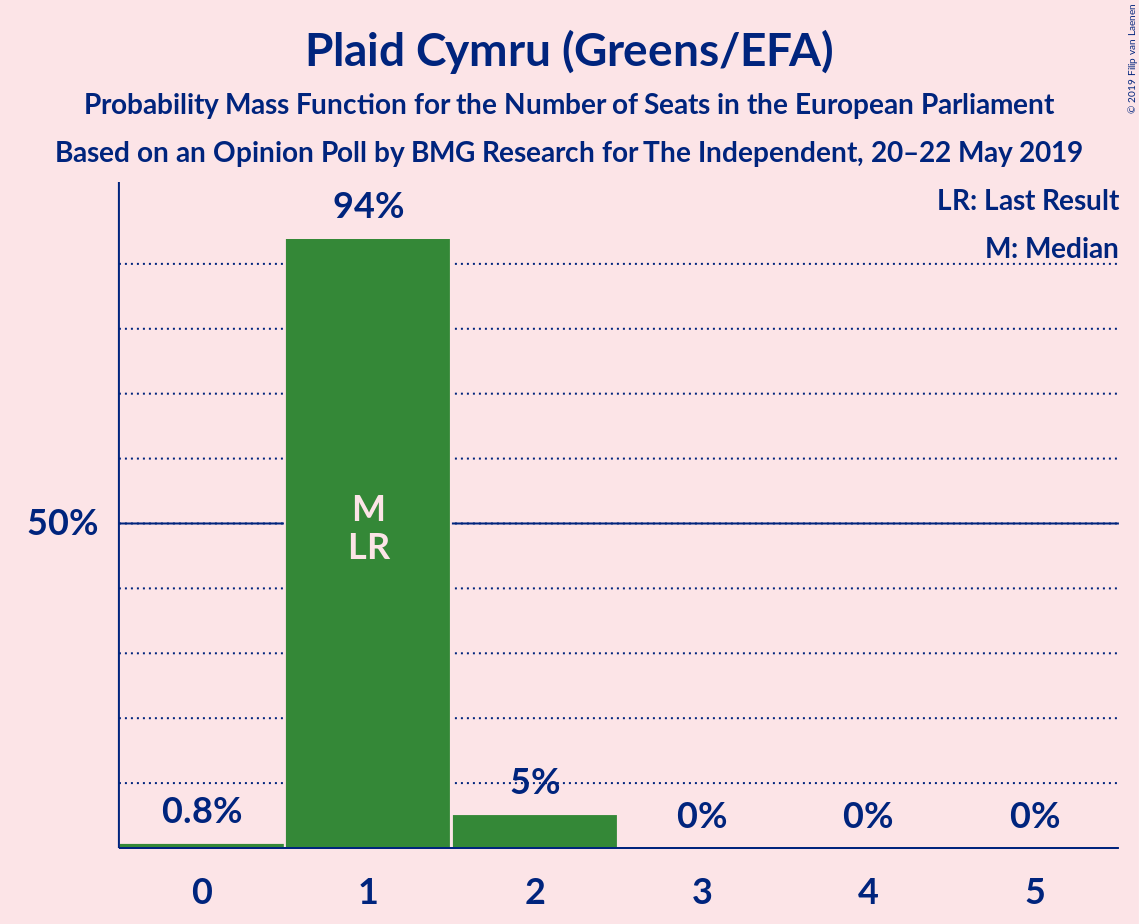 Plaid Cymru (Greens/EFA)
Probability Mass Function for the Number of Seats in the European Parliament
Based on an Opinion Poll by BMG Research for The Independent, 20–22 May 2019
© 2019 Filip van Laenen
LR: Last Result
M: Median
94%
50%
M
LR
0.8%
5%
0%
0%
0%
0
1
2
3
4
5